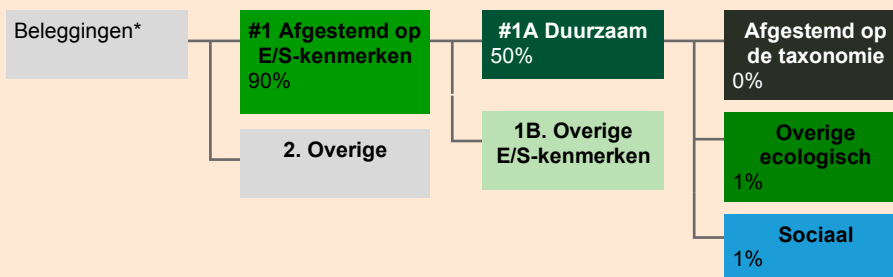 Beleggingen*
#1 Afgestemd op
E/S-kenmerken
90%
2. Overige
#1A Duurzaam
50%
1B. Overige
E/S-kenmerken
Afgestemd op
de taxonomie
0%
Overige
ecologisch
1%
Sociaal
1%